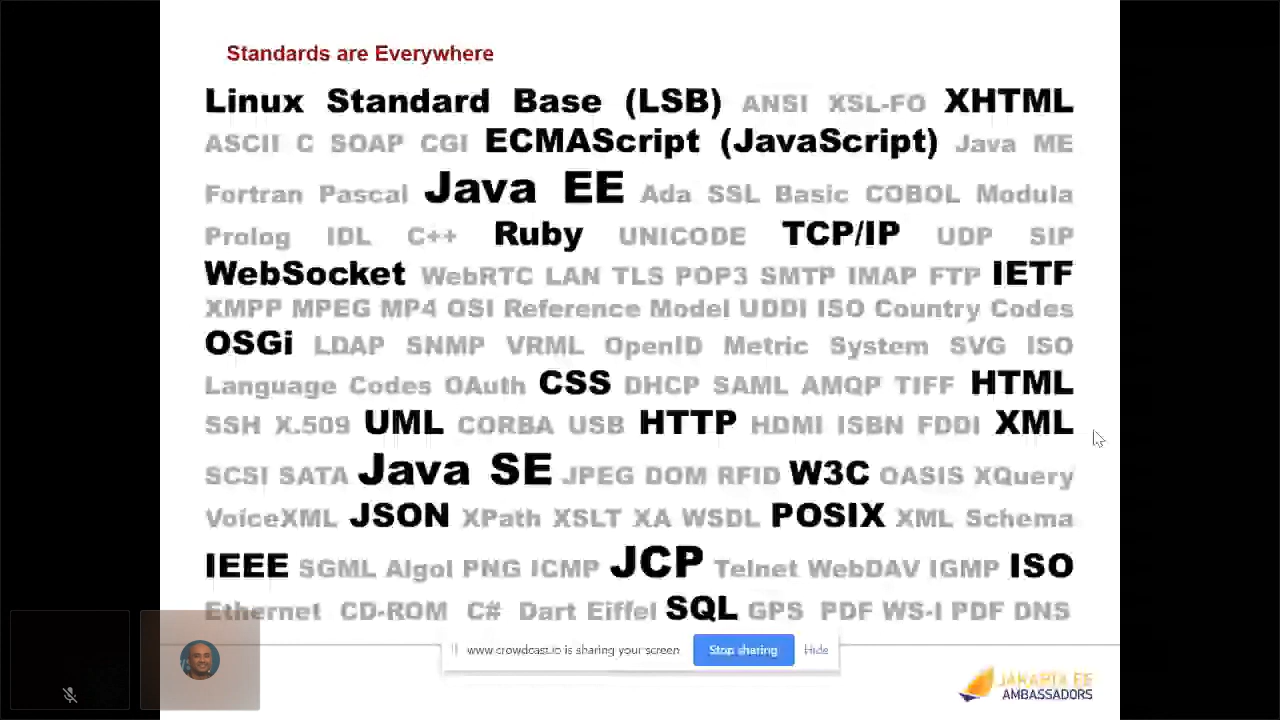 Standards are Everywhere
Linux Standard Base (LSB) ANSI XSL-FO XHTML
ASCII C SOAP CGI ECMAScript (JavaScript) Java ME
Fortran Pascal Java EE Ada SSL Basic COBOL Modula
Prolog IDL C++ Ruby UNICODE TCP/IP UDP SIP
WebSocket WebRTC LAN TLS POP3 SMTP IMAP FTP IETF
XMPP MPEG MP4 OSI Reference Model UDDI ISO Country Codes
OSGi LDAP SNMP VRML OpenID Metric System SVG ISO
Language Codes OAuth CSS DHCP SAML AMQP TIFF HTML
SSH X.509 UML CORBA USB HTTP HDMI ISBN FDDI XML
SCSI SATA Java SE JPEG DOM RFID W3C OASIS XQuery
VoiceXML JSON XPath XSLT XA WSDL POSIX XML Schema
IEEE SGML Algol PNG ICMP JCP Telnet WebDAV IGMP ISO
Ethernet CD-ROM C# Dart Eiffel SQL GPS PDF WS-I PDF DNS
www.crowdcast.io is sharing your screen Stop sharing Hide
JAKARTA EE
AMBASSADORS